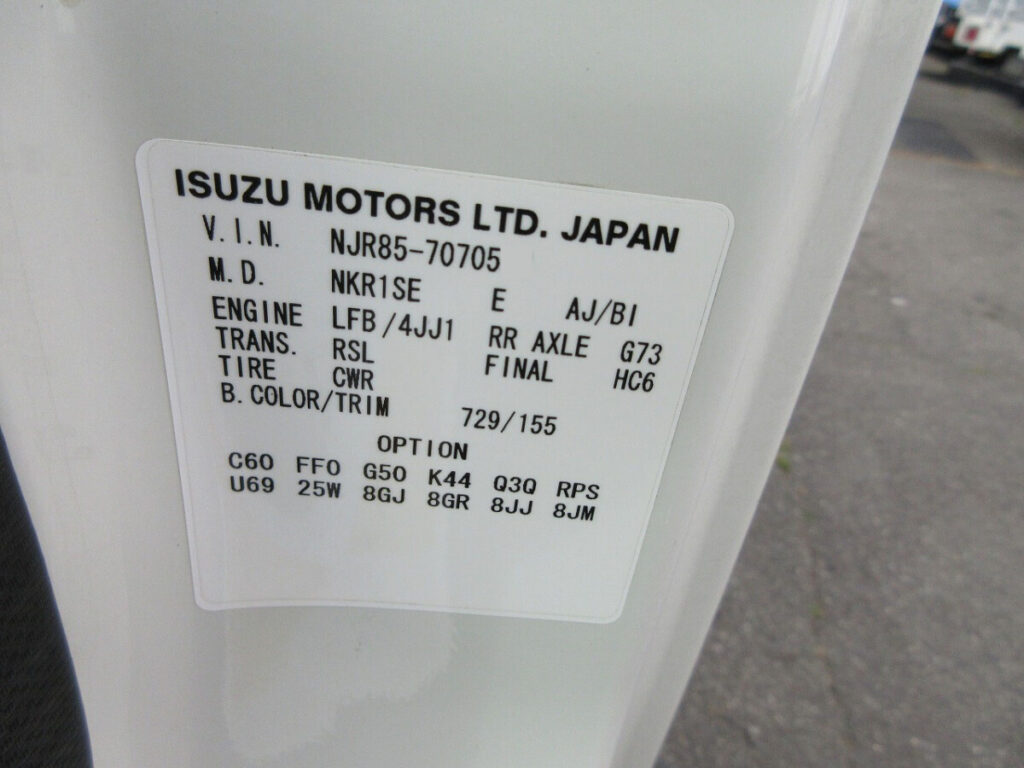 ISUZU MOTORS LTD. JAPAN
V.I.N. NJR85-70705
M.D. NKR1SE E AJ/BI
ENGINE LFB/4JJ1 RR AXLE G73
TRANS. RSL FINAL HC6
TIRE CWR
B.COLOR/TRIM 729/155
OPTION
C60 FF0 G50 K44 Q3Q RPS
U69 25W 8GJ 8GR 8JJ 8JM